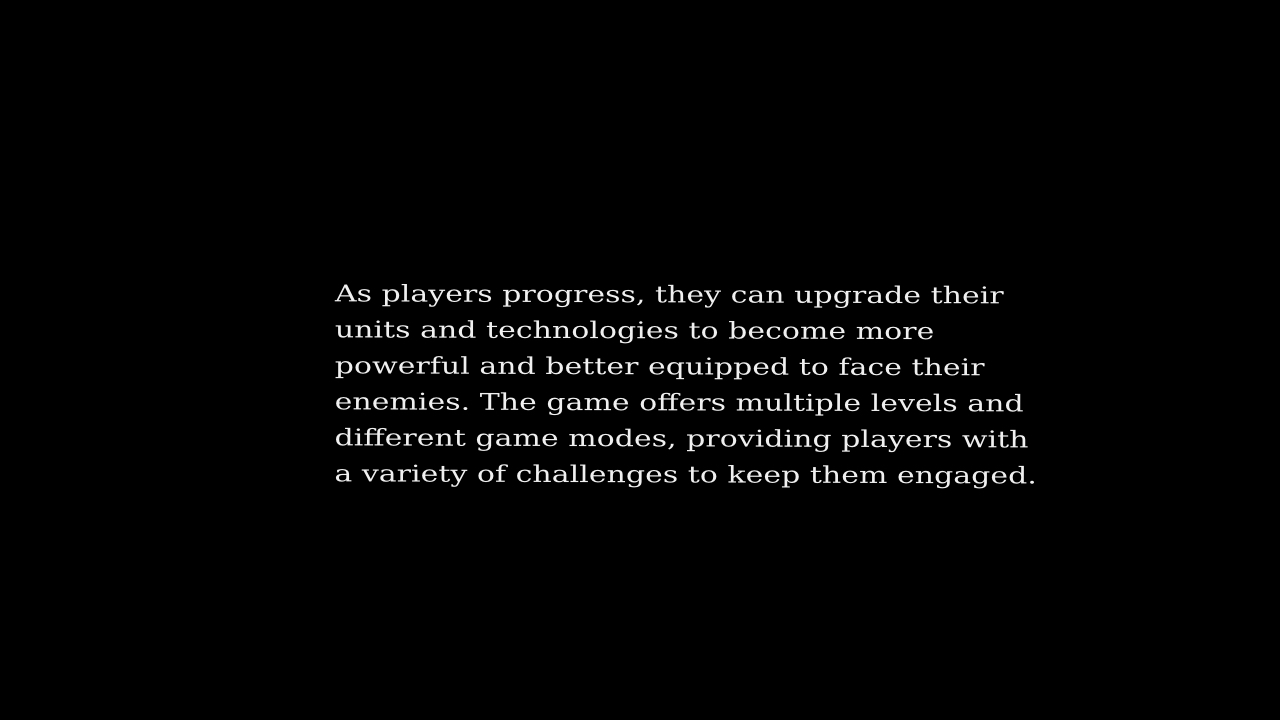 As players progress, they can upgrade their
units and technologies to become more
powerful and better equipped to face their
enemies. The game offers multiple levels and
different game modes, providing players with
a variety of challenges to keep them engaged.